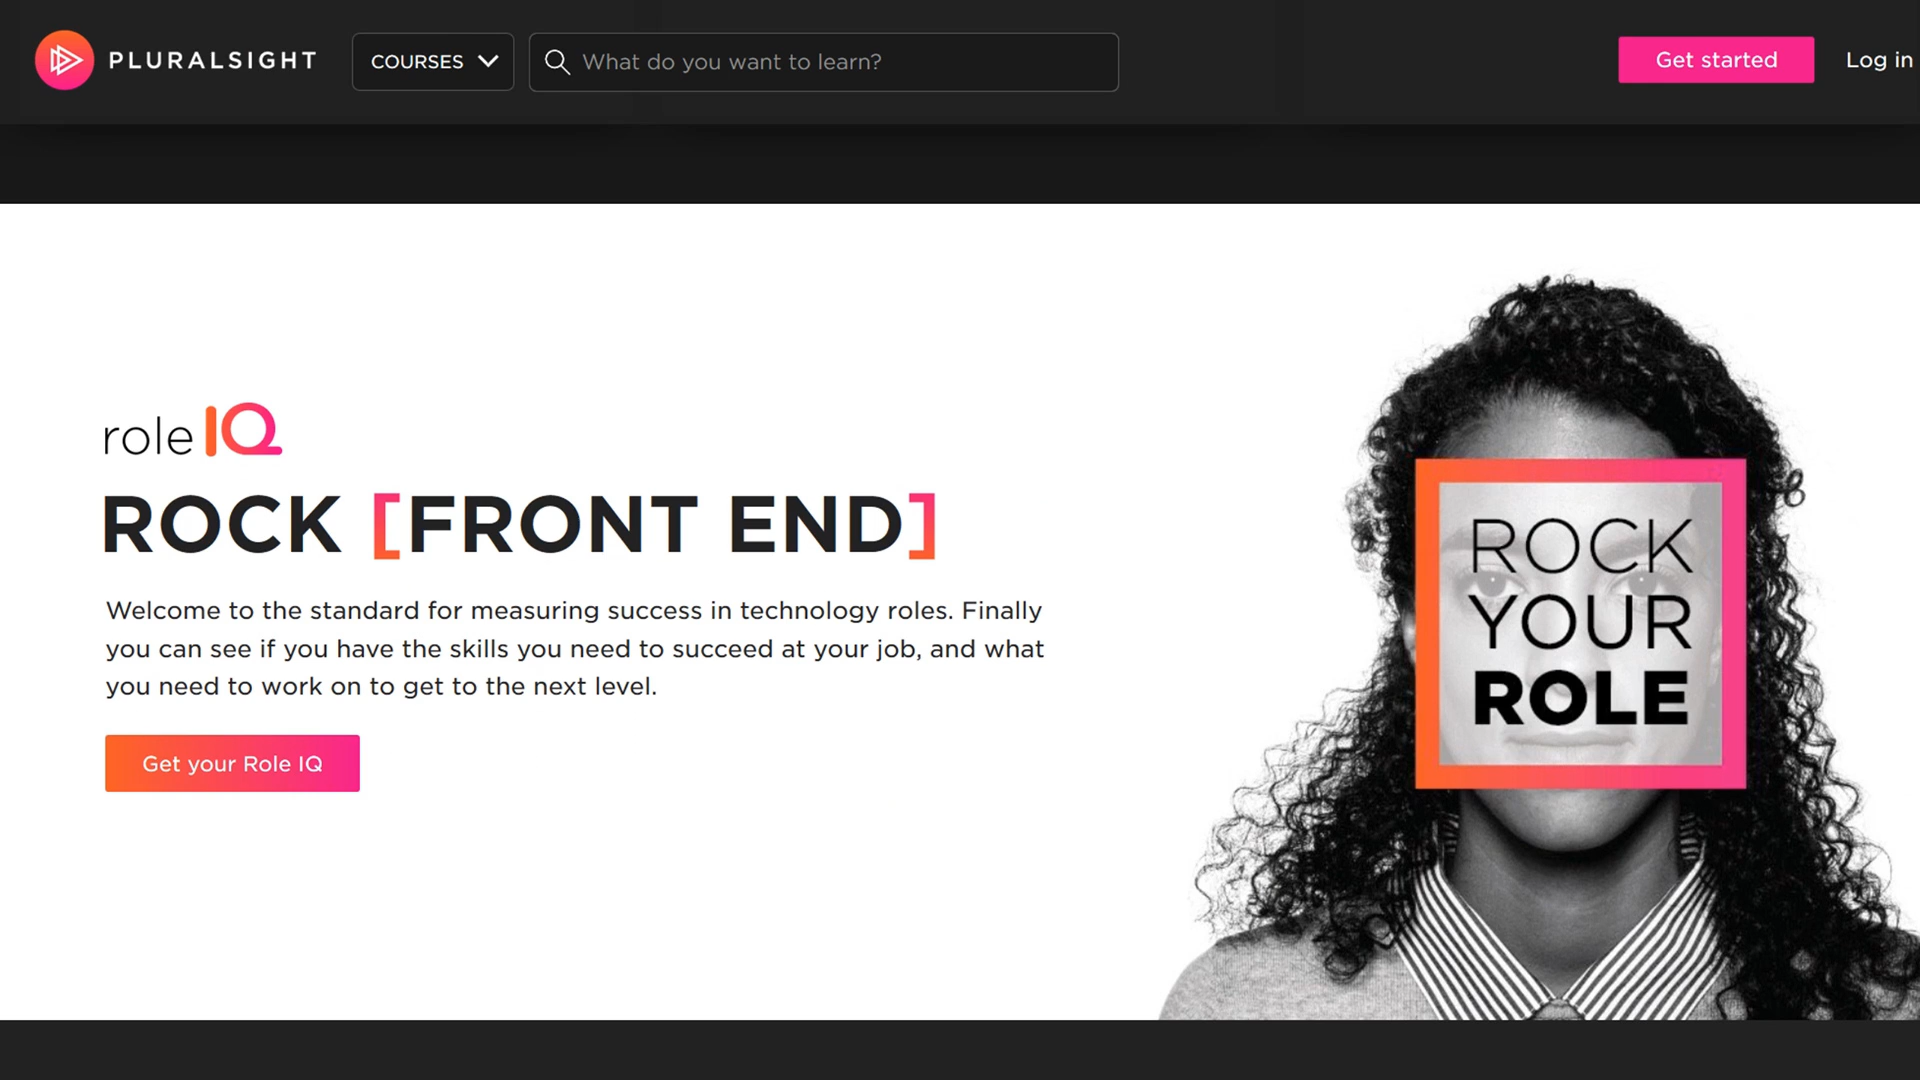 PLURALSIGHT
COURSES
What do you want to learn?
Get started
Log in
role IQ
ROCK [FRONT END]
Welcome to the standard for measuring success in technology roles. Finally
you can see if you have the skills you need to succeed at your job, and what
you need to work on to get to the next level.
Get your Role IQ
ROCK
YOUR
ROLE